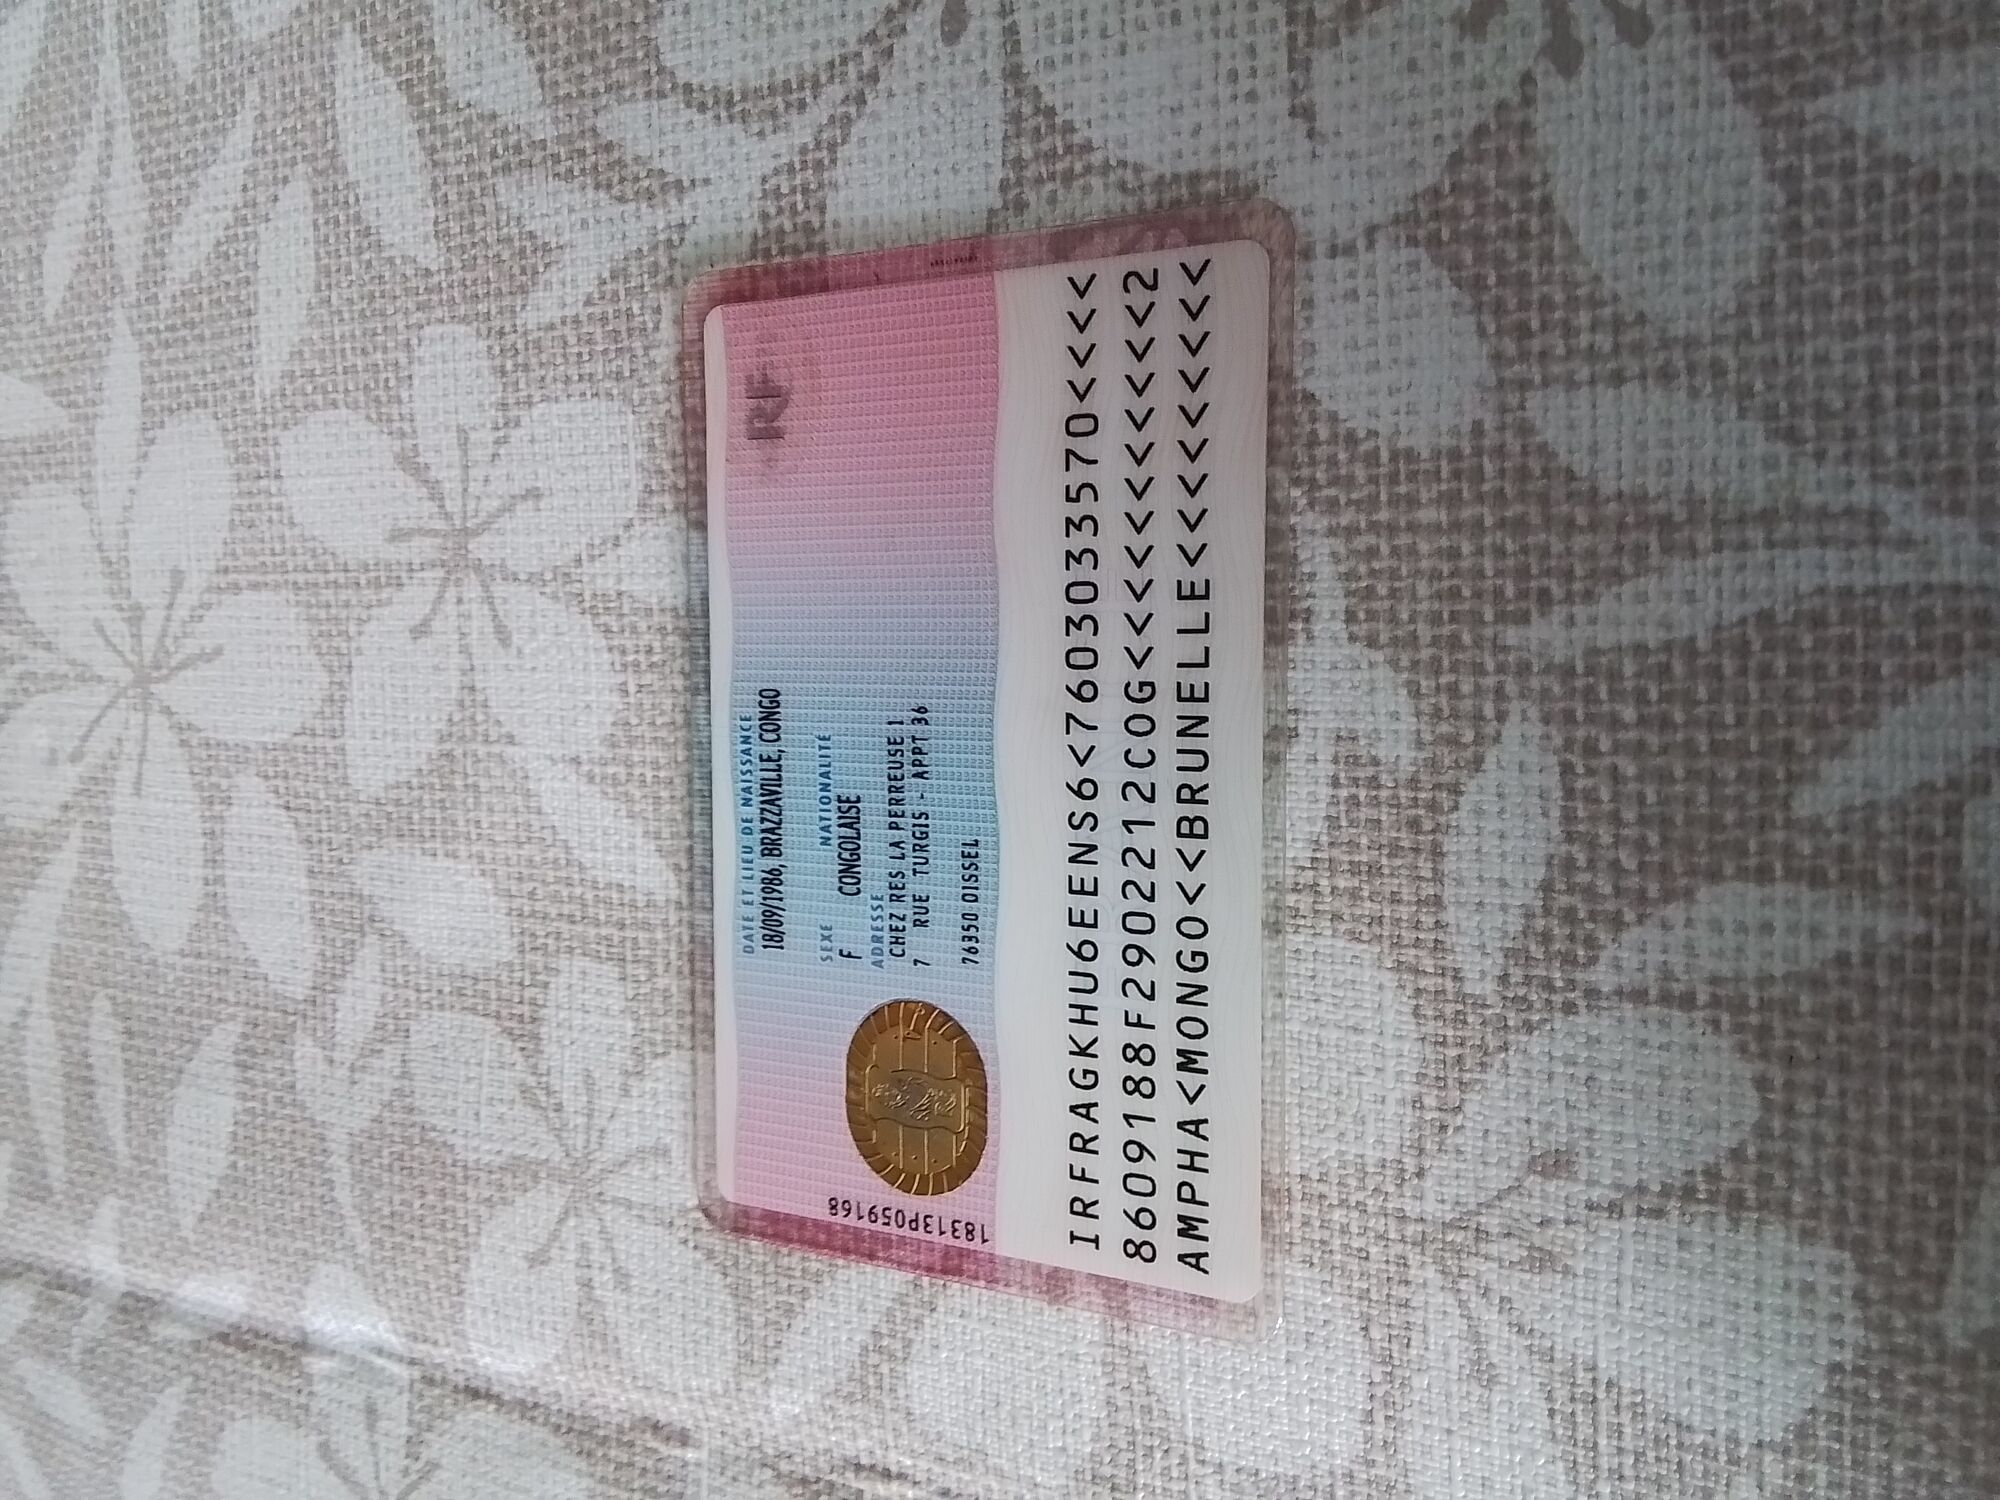 DATE ET LIEU DE NAISSANCE
18/09/1986, BRAZZAVILLE, CONGO
SEXE NATIONALITÉ
F CONGOLAISE
ADRESSE
CHEZ RES LA PERREUSE 1
7 RUE TURGIS - APPT 36
76350 OISSEL
RF
18313P059168
IRFRAGKHU6EENS6<7603033570<<<<
8609188F2902212COG<<<<<<<<<<<2
AMPHA<MONGO<<BRUNELLE<<<<<<<<<